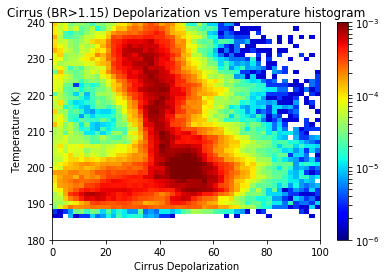 Cirrus (BR>1.15) Depolarization vs Temperature histogram
Temperature (K)
240
230
220
210
200
190
180
0 20 40 60 80 100
Cirrus Depolarization
10⁻³
10⁻⁴
10⁻⁵
10⁻⁶